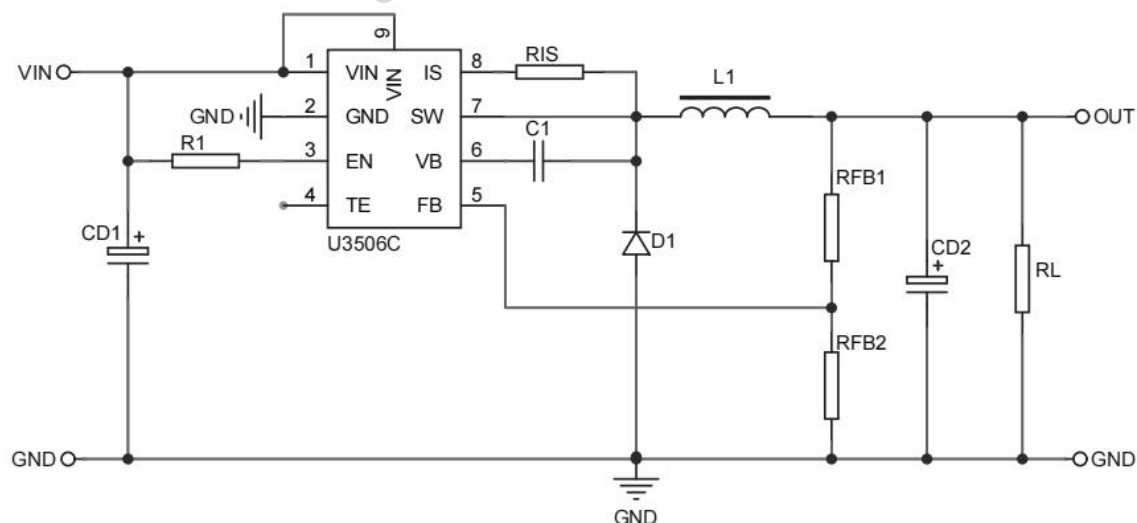 9
VIN
1
VIN
IS
8
RIS
L1
VIN
GND
2
GND
SW
7
C1
OUT
R1
3
EN
VB
6
RFB1
4
TE
FB
5
U3506C
CD1
+
D1
CD2
+
RL
RFB2
GND
GND
GND